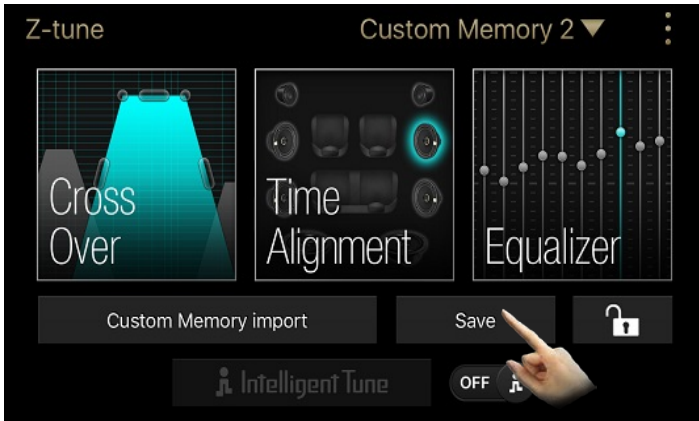 Z-tune
Custom Memory 2
Cross
Over
Time
Alignment
Equalizer
Custom Memory import
Save
Intelligent Tune
OFF